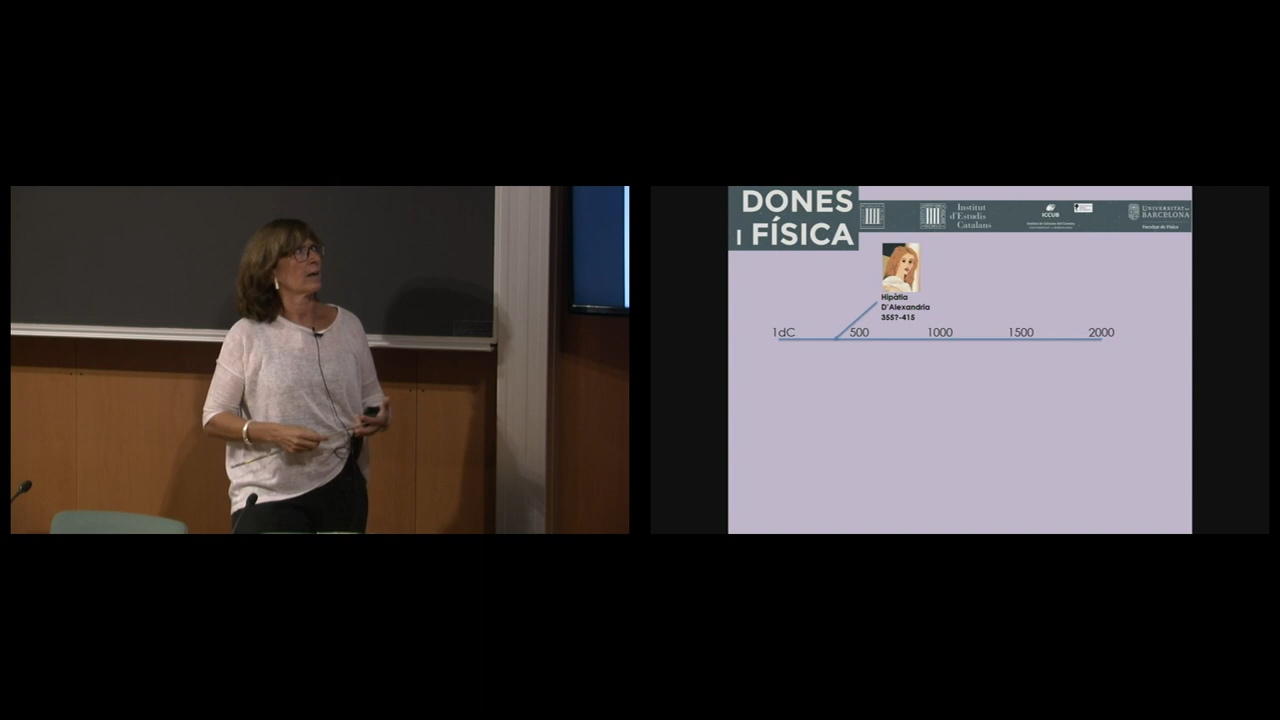 DONES
I FÍSICA
Institut
d'Estudis
Catalans
ICCUB
UNIVERSITAT DE
BARCELONA
Facultat de Física
Hipàtia
D'Alexandria
355?-415
1dC 500 1000 1500 2000